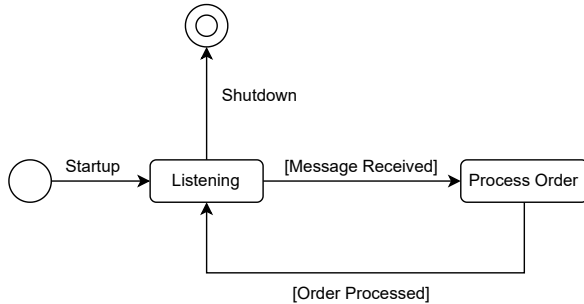 Shutdown
Startup
Listening
[Message Received]
Process Order
[Order Processed]